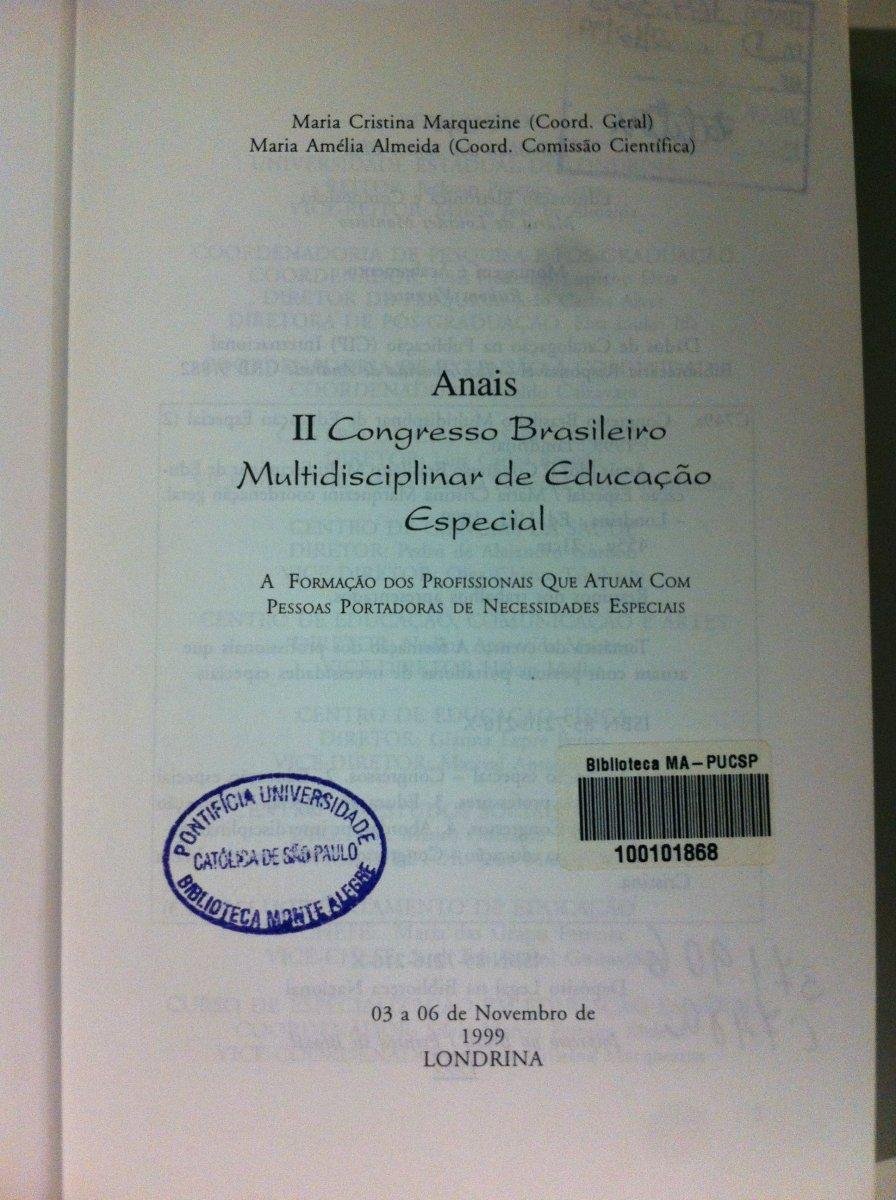 Maria Cristina Marquezine (Coord. Geral)
Maria Amélia Almeida (Coord. Comissão Científica)
Anais
II Congresso Brasileiro
Multidisciplinar de Educação
Especial
A Formação dos Profissionais Que Atuam Com
Pessoas Portadoras de Necessidades Especiais
Biblioteca MA-PUCSP
100101868
PONTIFÍCIA UNIVERSIDADE
CATÓLICA DE SÃO PAULO
BIBLIOTECA MONTE ALEGRE
03 a 06 de Novembro de
1999
LONDRINA